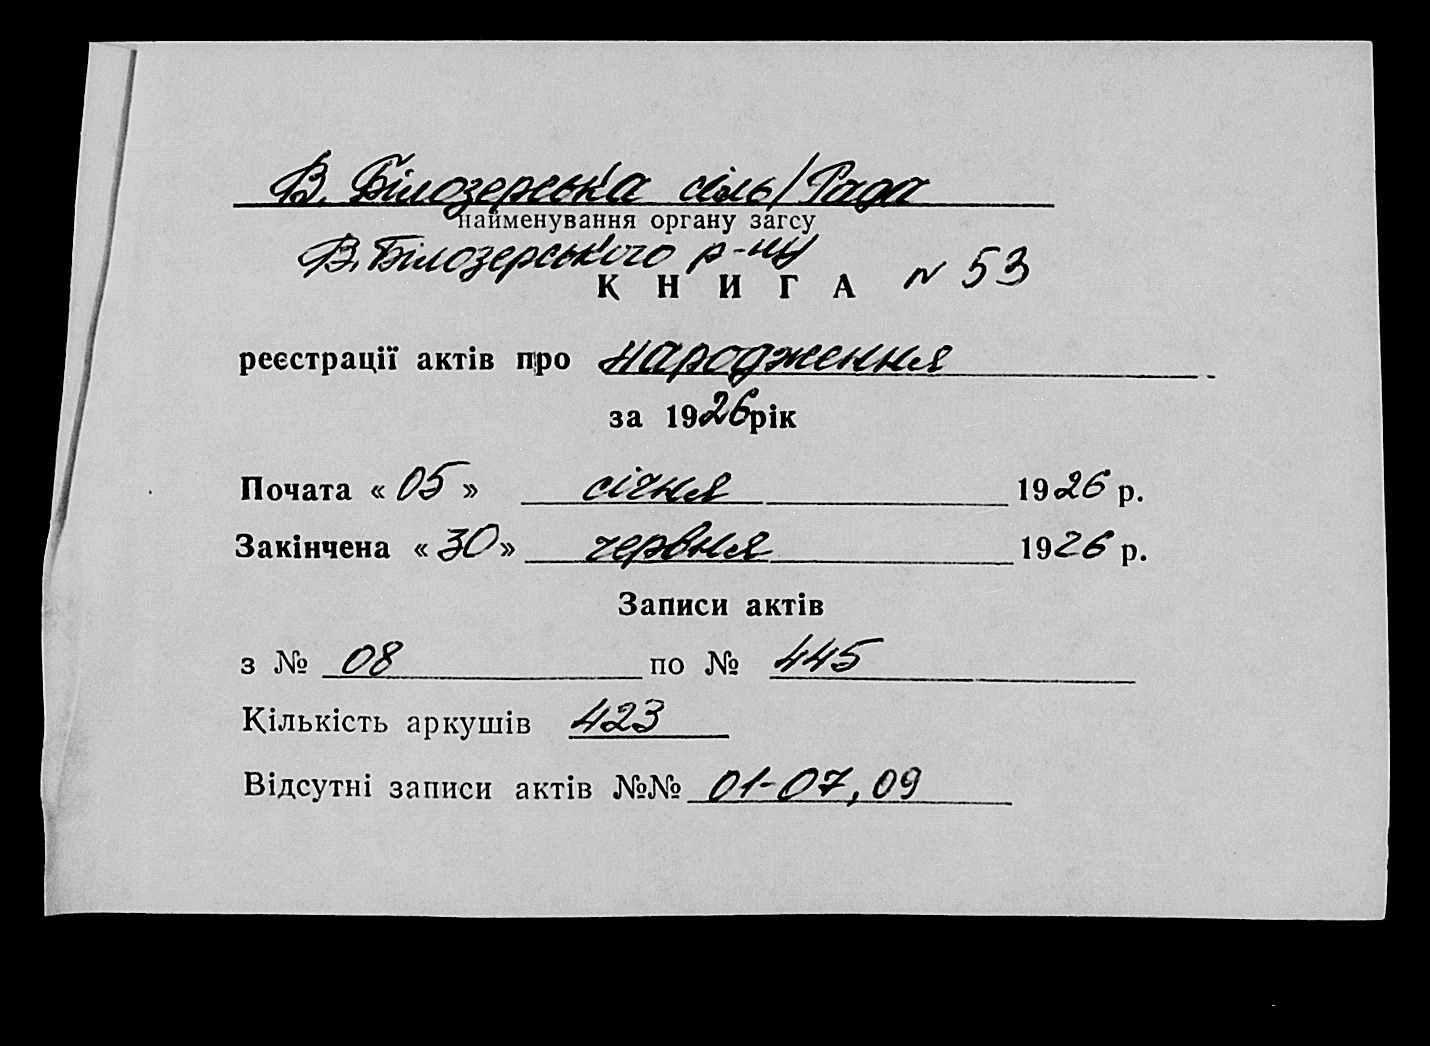 В. Білозерська сіль/Рада
найменування органу загсу
В. Білозерського р-ну
КНИГА N 53
реєстрації актів про народження
за 1926 рік
Почата «05» січня 1926 р.
Закінчена «30» червня 1926 р.
Записи актів
з № 08 по № 445
Кількість аркушів 423
Відсутні записи актів №№ 01-07, 09